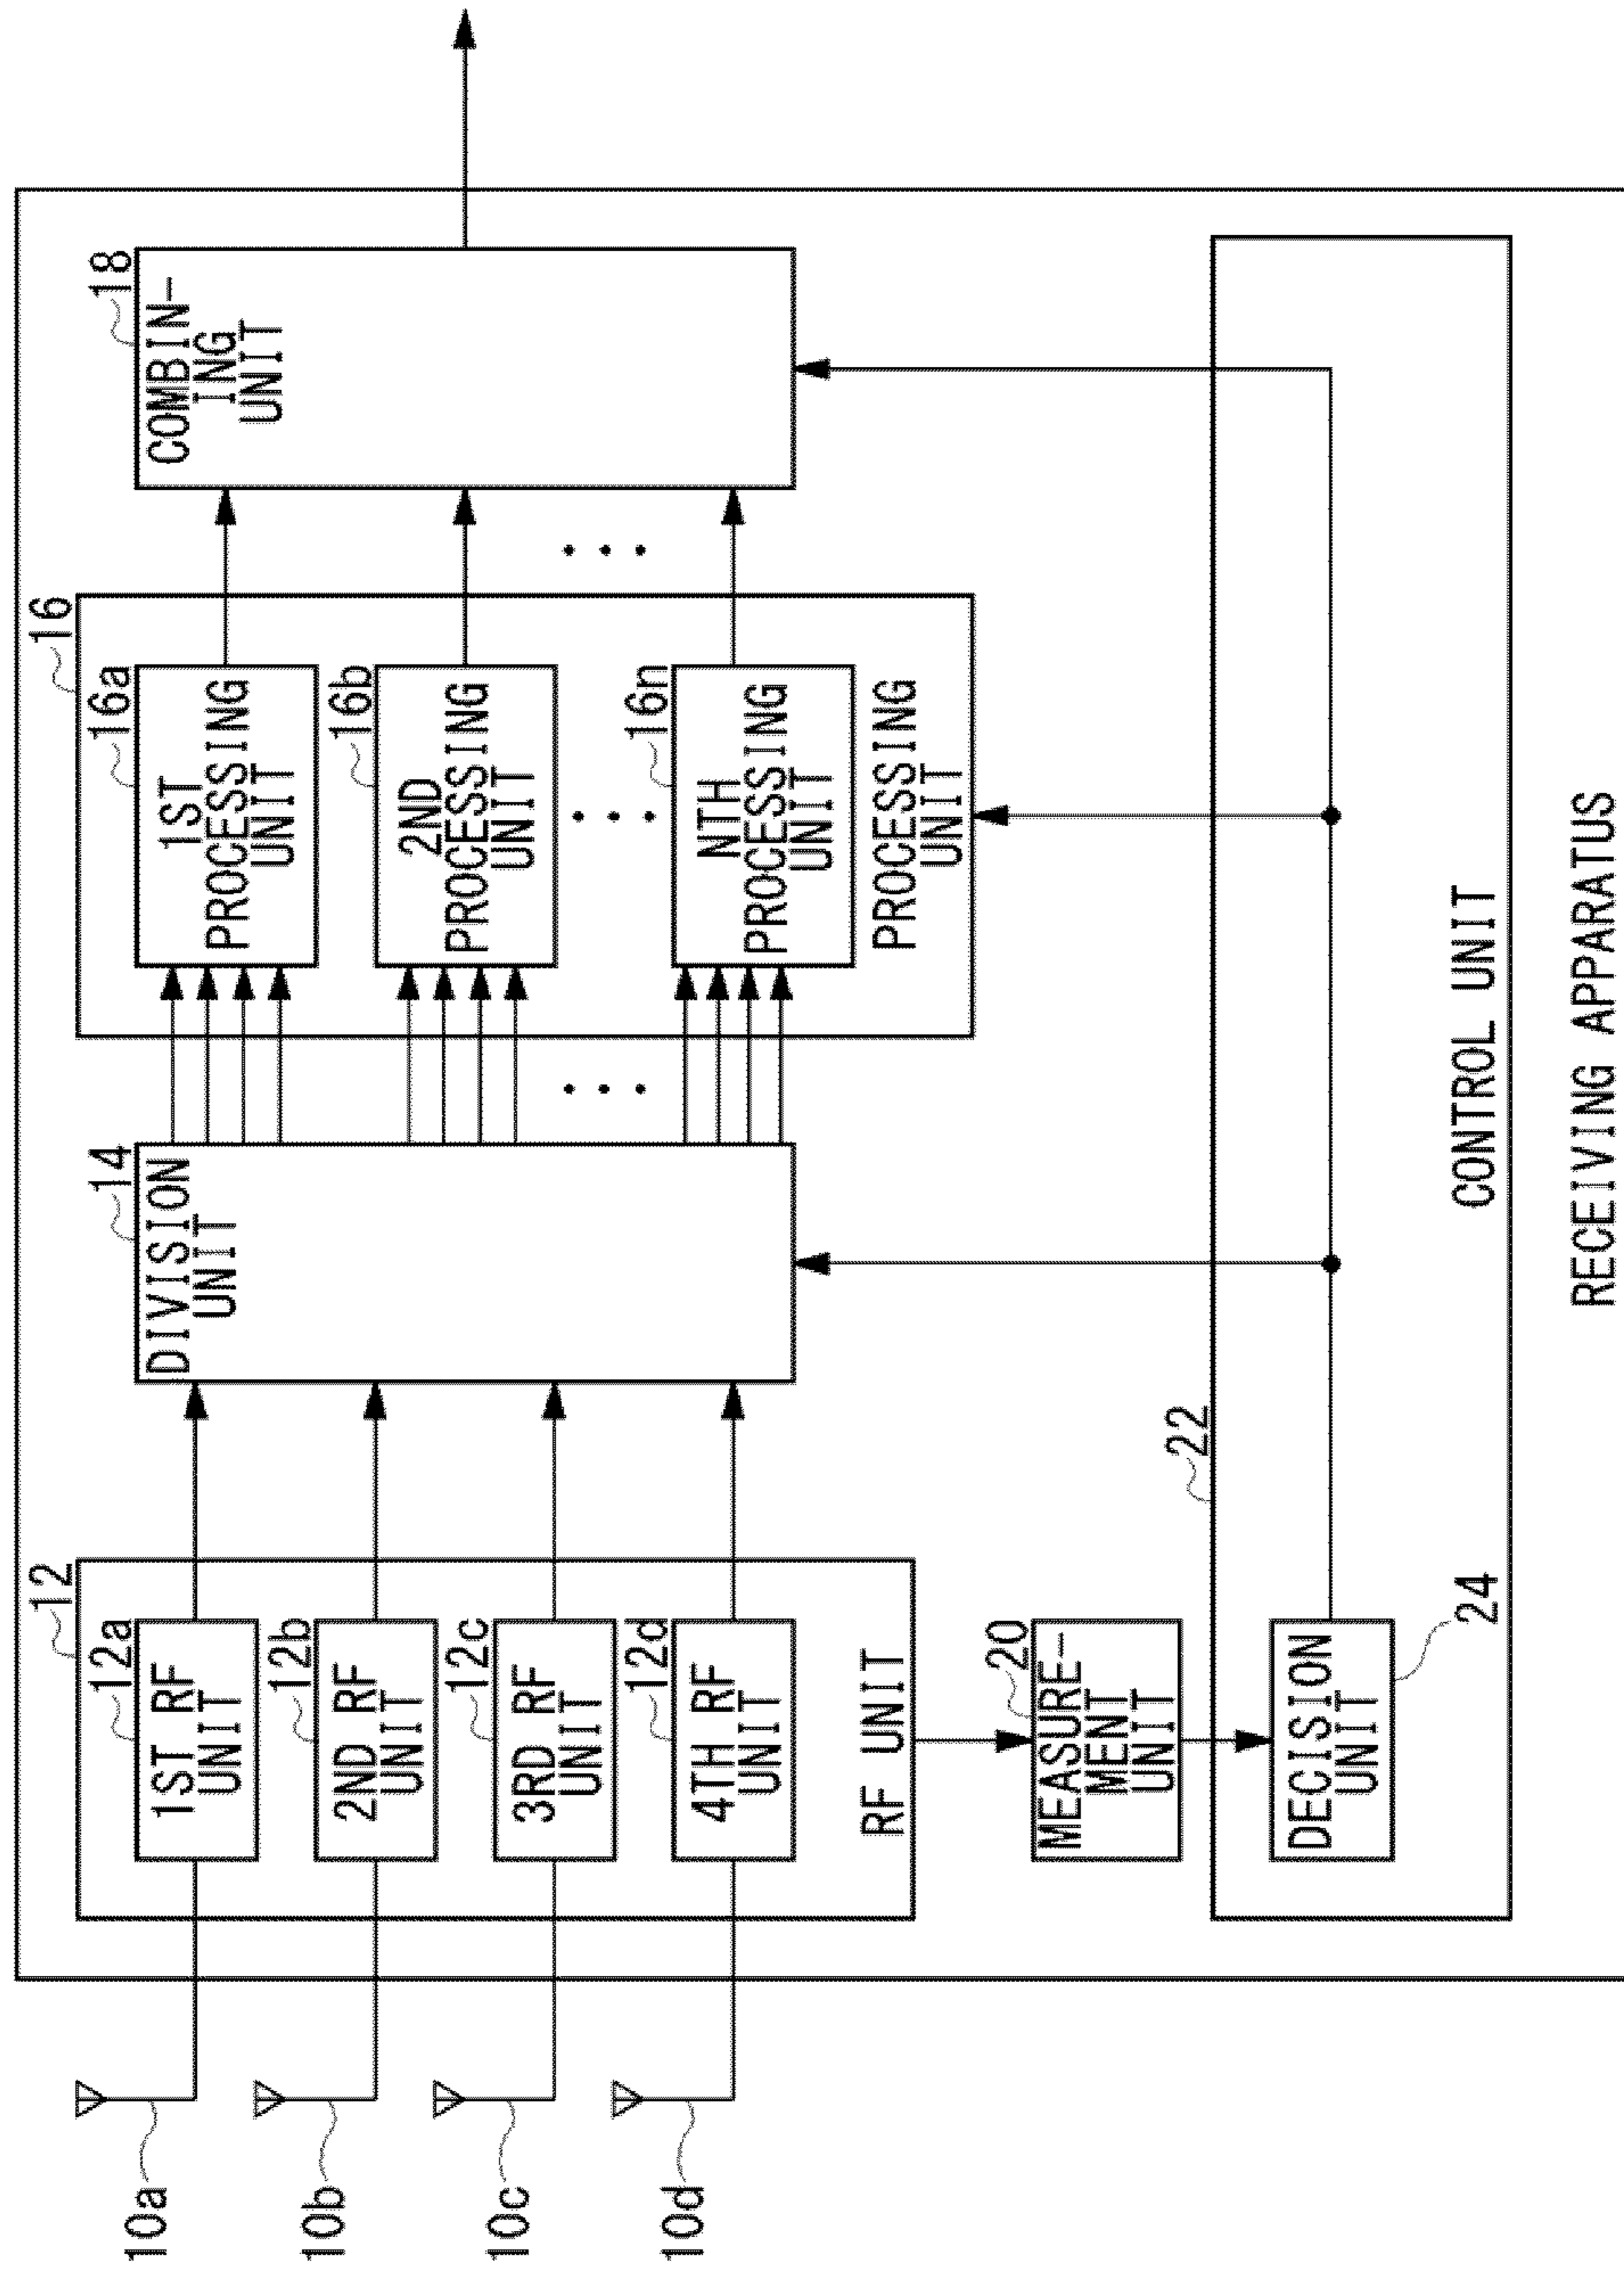 10a
10b
10c
10d
12
12a
1ST RF
UNIT
12b
2ND RF
UNIT
12c
3RD RF
UNIT
12d
4TH RF
UNIT
RF UNIT
14
DIVISION
UNIT
16
16a
1ST
PROCESSING
UNIT
16b
2ND
PROCESSING
UNIT
16n
NTH
PROCESSING
UNIT
PROCESSING
UNIT
18
COMBIN-
ING
UNIT
20
MEASURE-
MENT
UNIT
22
DECISION
UNIT
24
CONTROL UNIT
RECEIVING APPARATUS